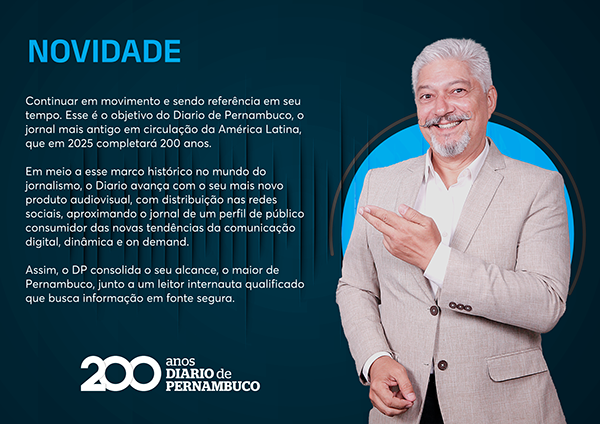 NOVIDADE
Continuar em movimento e sendo referência em seu
tempo. Esse é o objetivo do Diario de Pernambuco, o
jornal mais antigo em circulação da América Latina,
que em 2025 completará 200 anos.
Em meio a esse marco histórico no mundo do
jornalismo, o Diario avança com o seu mais novo
produto audiovisual, com distribuição nas redes
sociais, aproximando o jornal de um perfil de público
consumidor das novas tendências da comunicação
digital, dinâmica e on demand.
Assim, o DP consolida o seu alcance, o maior de
Pernambuco, junto a um leitor internauta qualificado
que busca informação em fonte segura.
200 anos
DIARIO de
PERNAMBUCO